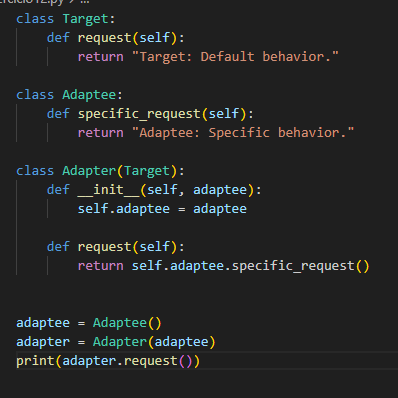 class Target:
    def request(self):
        return "Target: Default behavior."
class Adaptee:
    def specific_request(self):
        return "Adaptee: Specific behavior."
class Adapter(Target):
    def __init__(self, adaptee):
        self.adaptee = adaptee
    def request(self):
        return self.adaptee.specific_request()
adaptee = Adaptee()
adapter = Adapter(adaptee)
print(adapter.request())